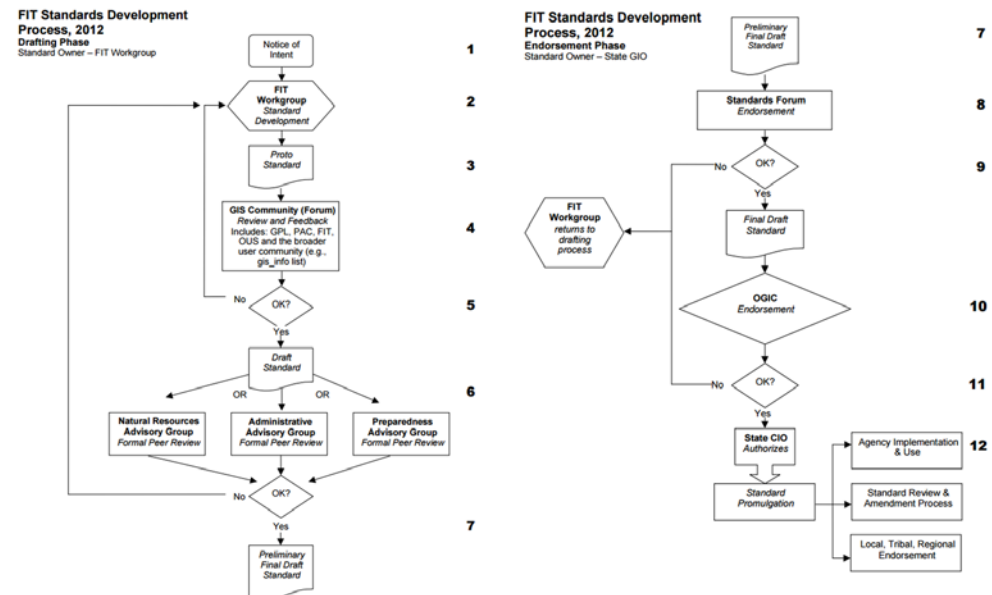 FIT Standards Development
Process, 2012
Drafting Phase
Standard Owner – FIT Workgroup
Notice of
Intent
1
FIT
Workgroup
Standard
Development
2
Proto
Standard
3
GIS Community (Forum)
Review and Feedback
Includes: GPL, PAC, FIT,
OUS and the broader
user community (e.g.,
gis_info list)
4
No
OK?
5
Yes
Draft
Standard
OR
OR
6
Natural Resources
Advisory Group
Formal Peer Review
Administrative
Advisory Group
Formal Peer Review
Preparedness
Advisory Group
Formal Peer Review
No
OK?
Yes
7
Preliminary
Final Draft
Standard
FIT Standards Development
Process, 2012
Endorsement Phase
Standard Owner – State GIO
Preliminary
Final Draft
Standard
7
Standards Forum
Endorsement
8
No
OK?
9
Yes
FIT
Workgroup
returns to
drafting
process
Final Draft
Standard
OGIC
Endorsement
10
No
OK?
11
Yes
State CIO
Authorizes
Agency Implementation
& Use
12
Standard
Promulgation
Standard Review &
Amendment Process
Local, Tribal, Regional
Endorsement